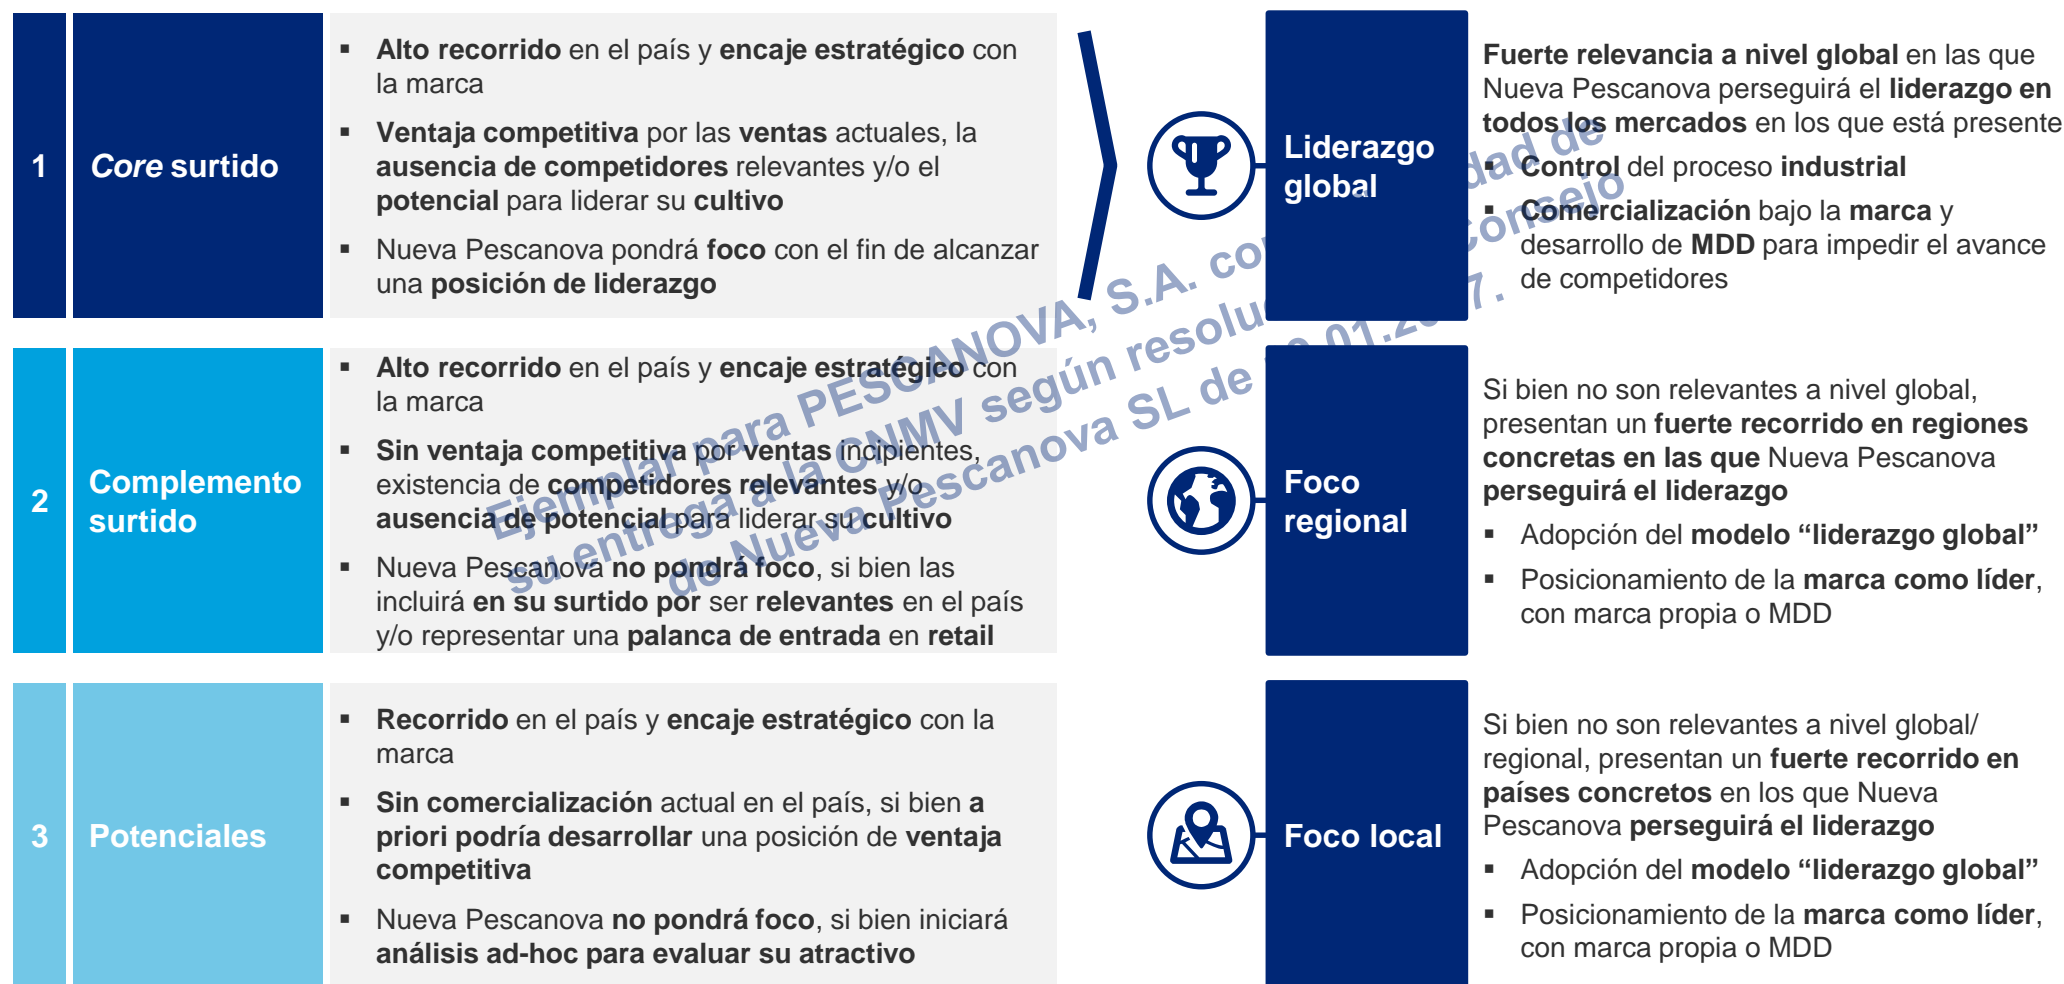 1
Core surtido
▪ Alto recorrido en el país y encaje estratégico con
la marca
▪ Ventaja competitiva por las ventas actuales, la
ausencia de competidores relevantes y/o el
potencial para liderar su cultivo
▪ Nueva Pescanova pondrá foco con el fin de alcanzar
una posición de liderazgo
Liderazgo
global
Fuerte relevancia a nivel global en las que
Nueva Pescanova perseguirá el liderazgo en
todos los mercados en los que está presente
▪ Control del proceso industrial
▪ Comercialización bajo la marca y
desarrollo de MDD para impedir el avance
de competidores
2
Complemento
surtido
▪ Alto recorrido en el país y encaje estratégico con
la marca
▪ Sin ventaja competitiva por ventas incipientes,
existencia de competidores relevantes y/o
ausencia de potencial para liderar su cultivo
▪ Nueva Pescanova no pondrá foco, si bien las
incluirá en su surtido por ser relevantes en el país
y/o representar una palanca de entrada en retail
Foco
regional
Si bien no son relevantes a nivel global,
presentan un fuerte recorrido en regiones
concretas en las que Nueva Pescanova
perseguirá el liderazgo
▪ Adopción del modelo “liderazgo global”
▪ Posicionamiento de la marca como líder,
con marca propia o MDD
3
Potenciales
▪ Recorrido en el país y encaje estratégico con la
marca
▪ Sin comercialización actual en el país, si bien a
priori podría desarrollar una posición de ventaja
competitiva
▪ Nueva Pescanova no pondrá foco, si bien iniciará
análisis ad-hoc para evaluar su atractivo
Foco local
Si bien no son relevantes a nivel global/
regional, presentan un fuerte recorrido en
países concretos en los que Nueva
Pescanova perseguirá el liderazgo
▪ Adopción del modelo “liderazgo global”
▪ Posicionamiento de la marca como líder,
con marca propia o MDD
Ejemplar para PESCANOVA, S.A. de
su entrega a la CNMV según Consejo
de Nueva Pescanova SL de